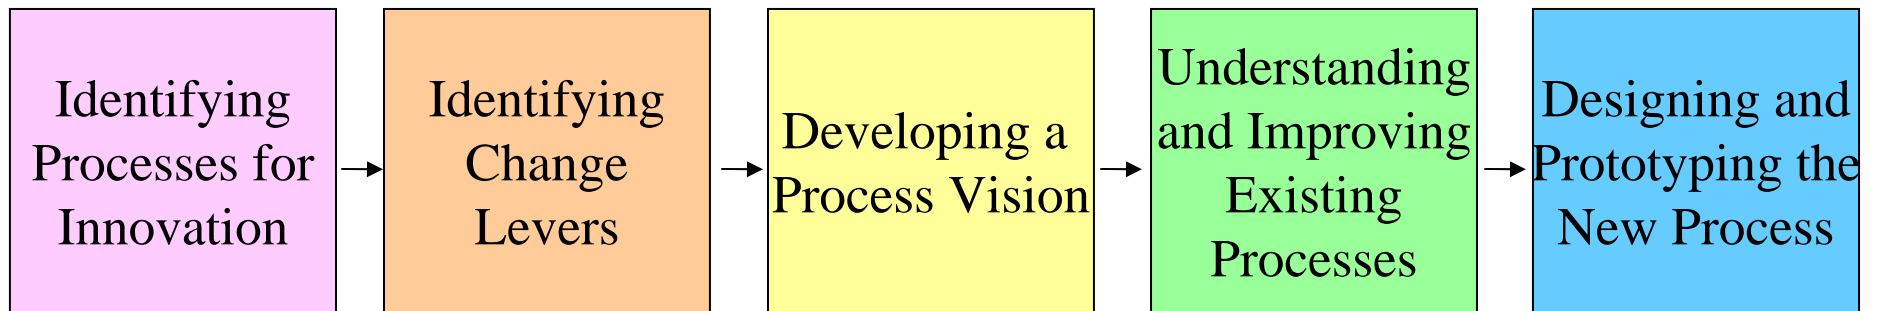 Identifying
Processes for
Innovation
Identifying
Change
Levers
Developing a
Process Vision
Understanding
and Improving
Existing
Processes
Designing and
Prototyping the
New Process